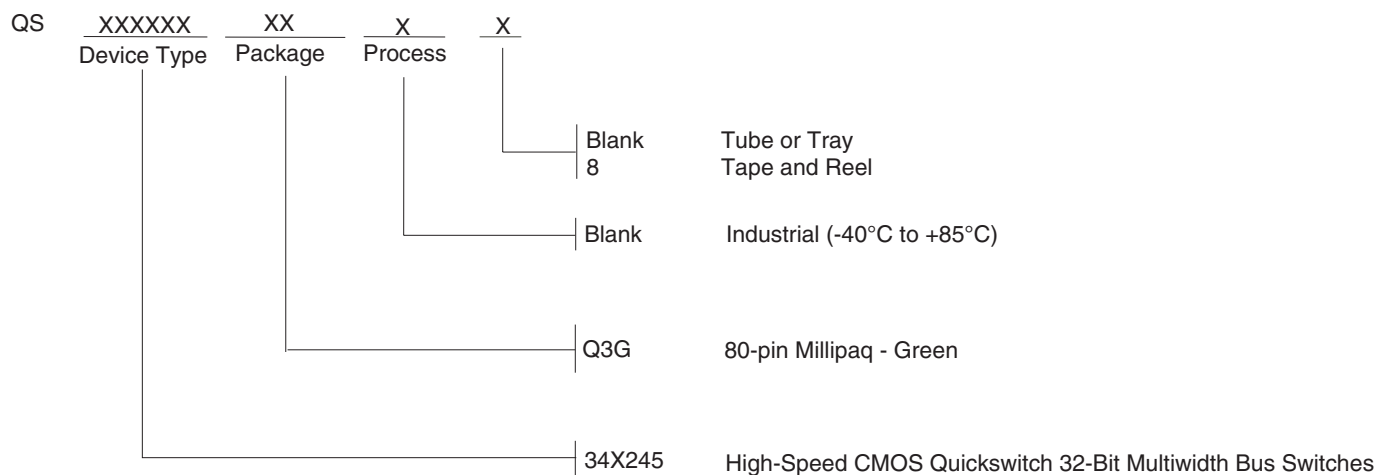 QS XXXXXX XX X X
Device Type Package Process
Blank Tube or Tray
8 Tape and Reel
Blank Industrial (-40°C to +85°C)
Q3G 80-pin Millipaq - Green
34X245 High-Speed CMOS Quickswitch 32-Bit Multiwidth Bus Switches